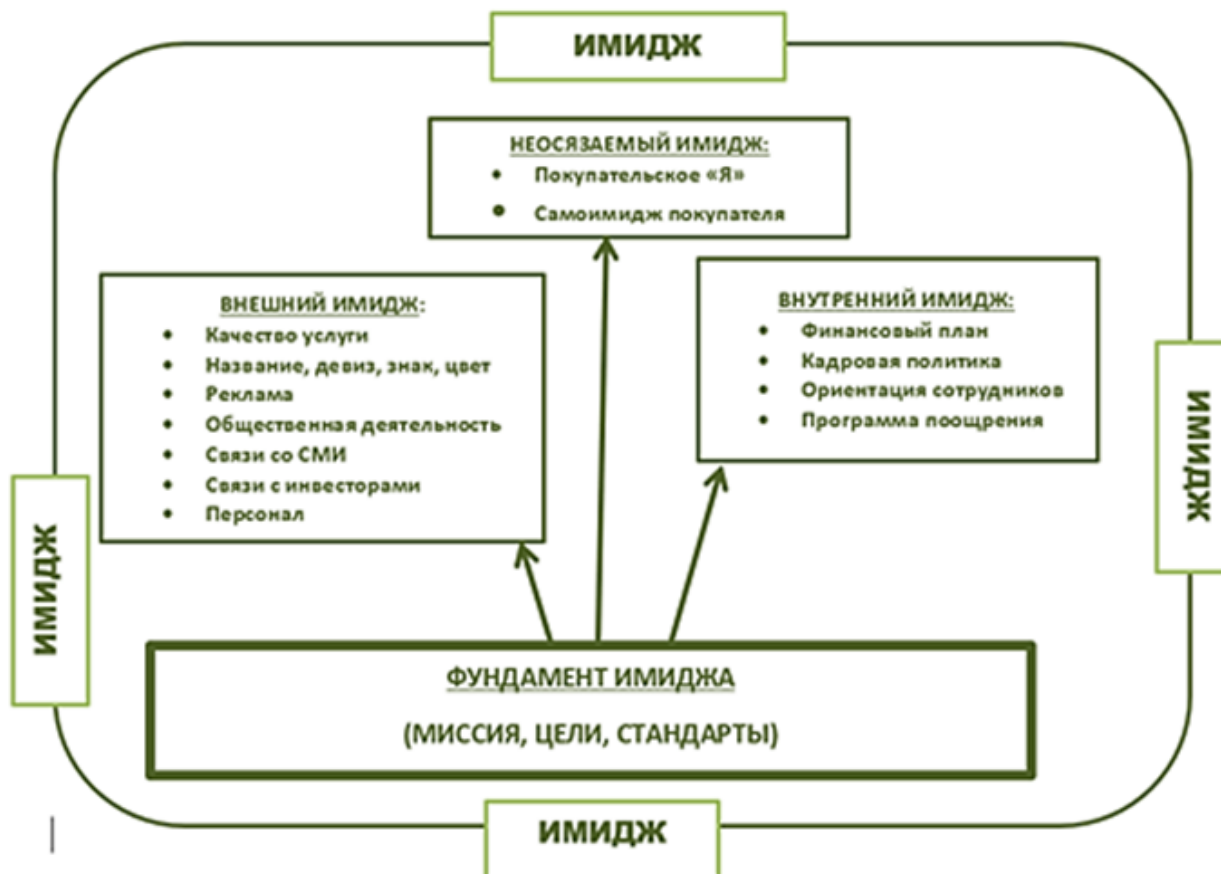 ИМИДЖ
НЕОСЯЗАЕМЫЙ ИМИДЖ:
• Покупательское «Я»
• Самоимидж покупателя
ВНЕШНИЙ ИМИДЖ:
• Качество услуги
• Название, девиз, знак, цвет
• Реклама
• Общественная деятельность
• Связи со СМИ
• Связи с инвесторами
• Персонал
ВНУТРЕННИЙ ИМИДЖ:
• Финансовый план
• Кадровая политика
• Ориентация сотрудников
• Программа поощрения
ИМИДЖ
ИМИДЖ
ФУНДАМЕНТ ИМИДЖА
(МИССИЯ, ЦЕЛИ, СТАНДАРТЫ)
ИМИДЖ